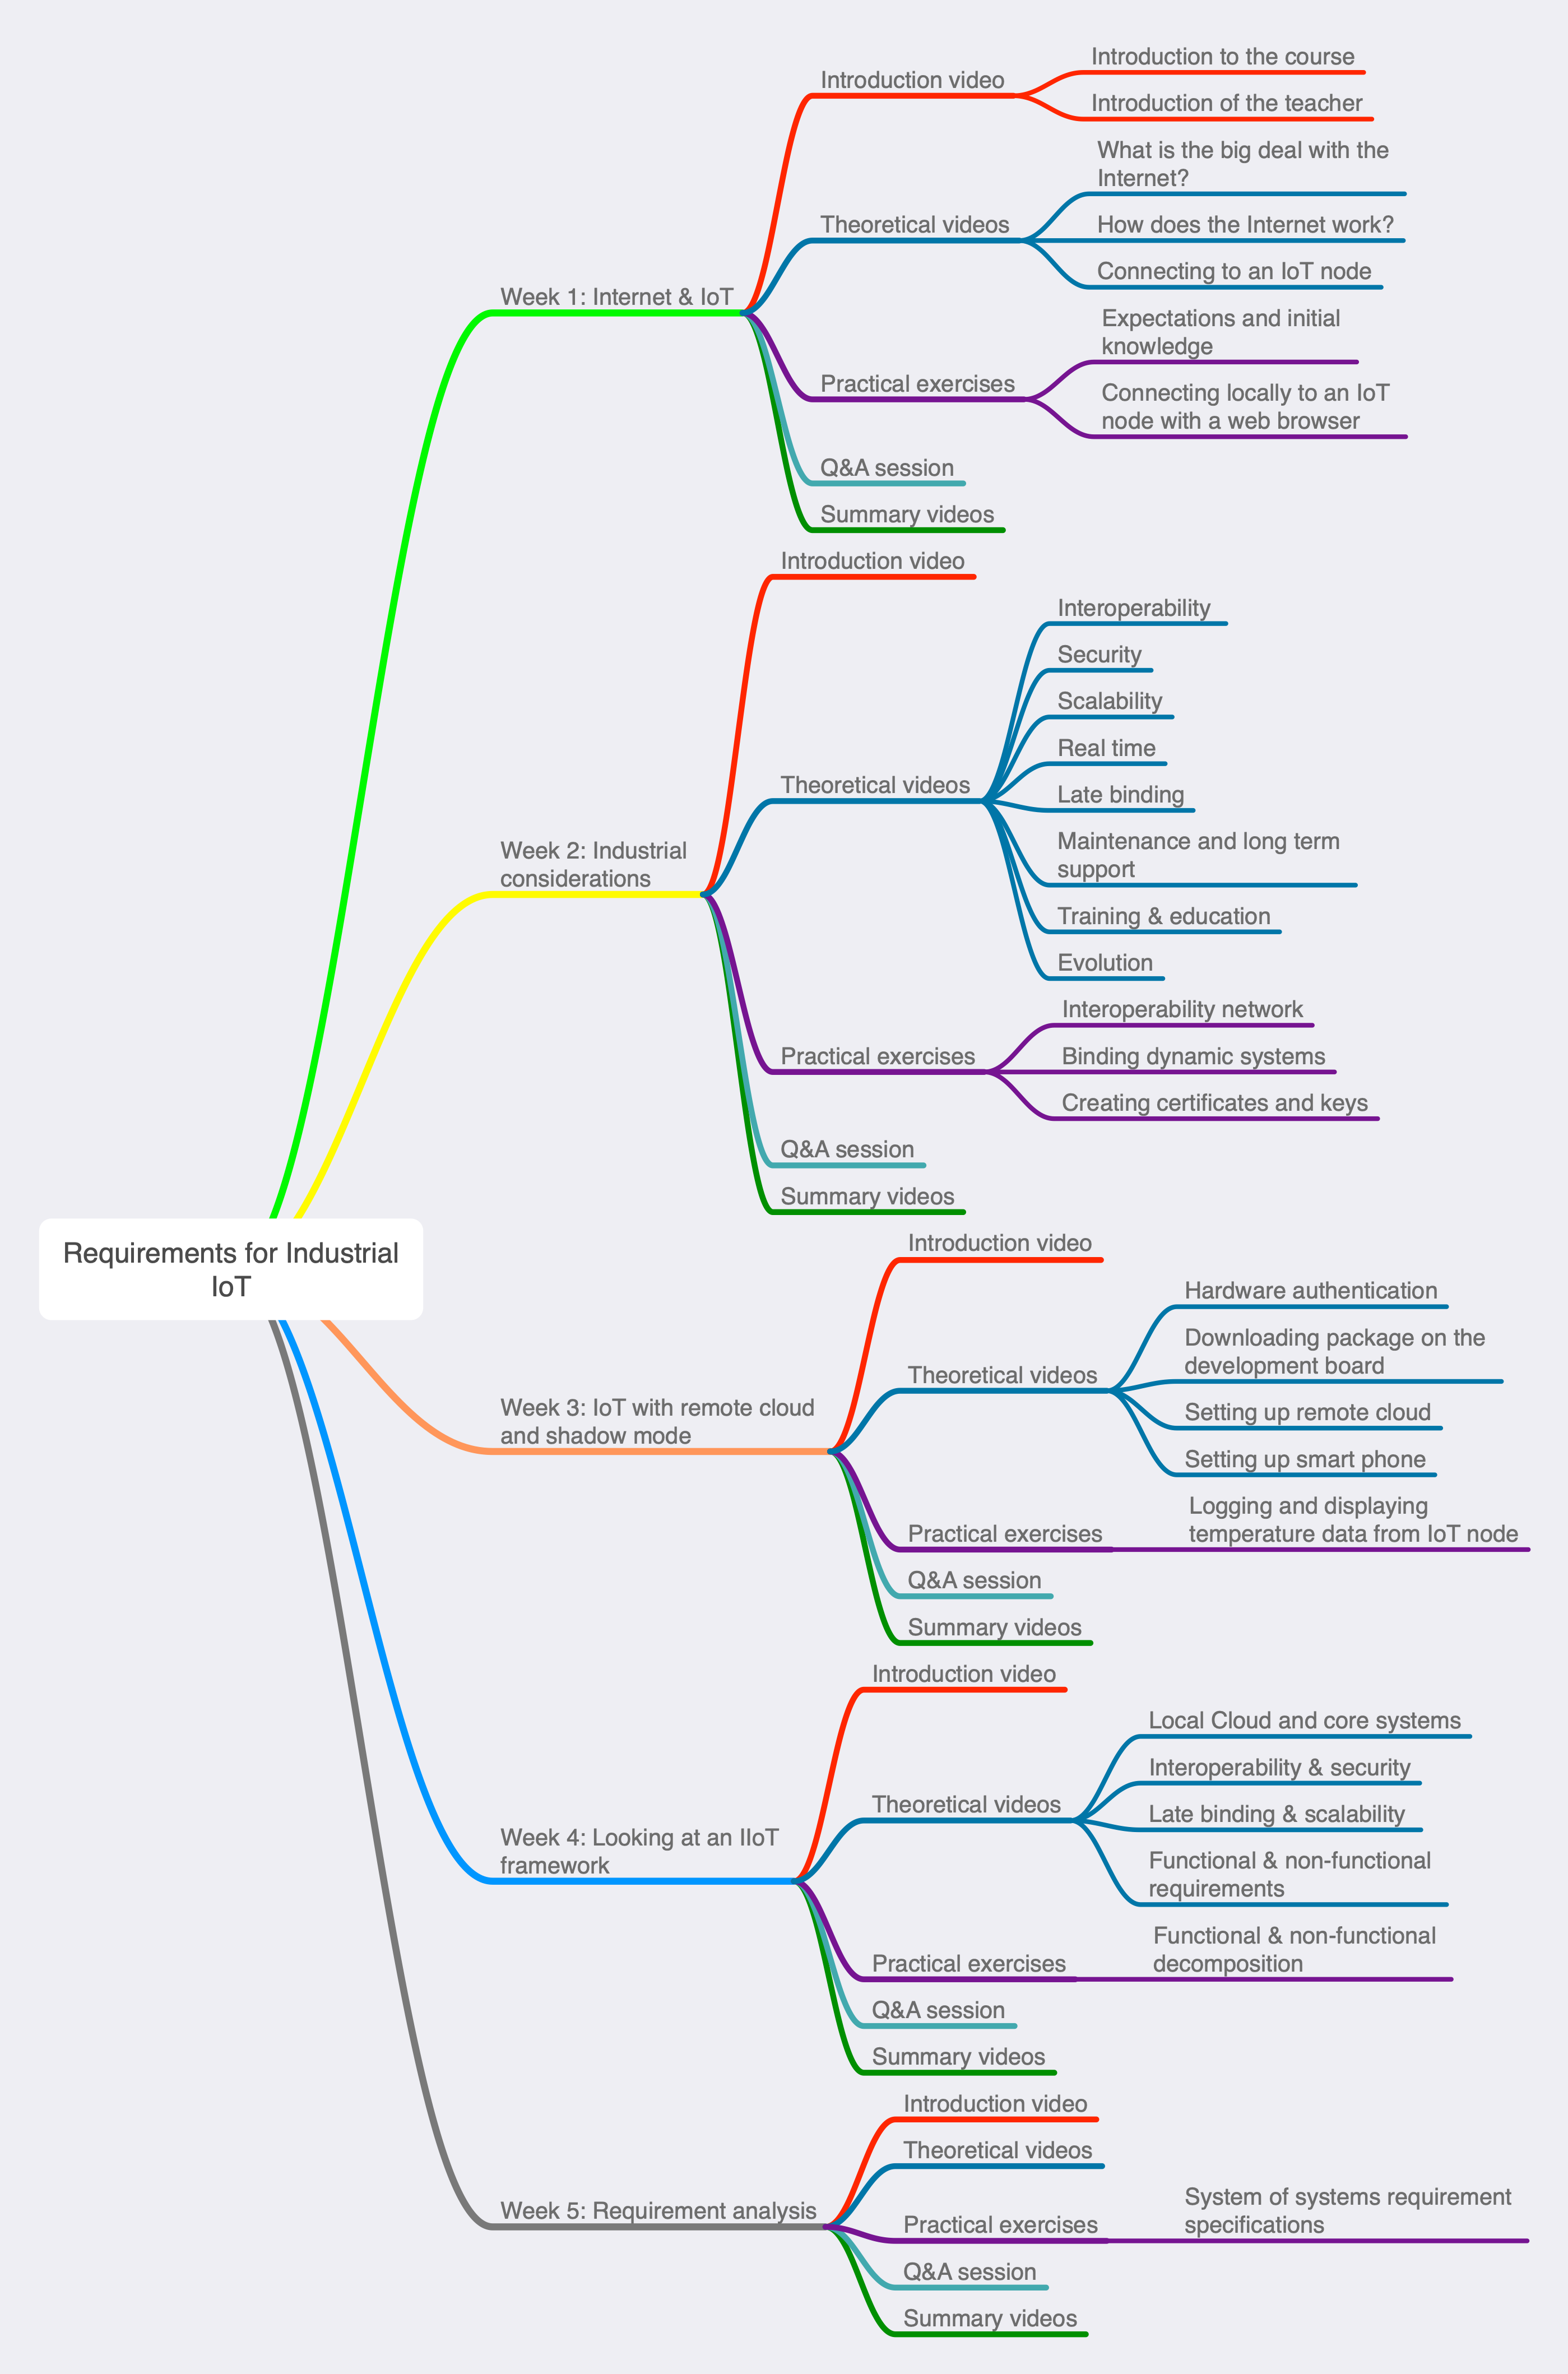 Requirements for Industrial
IoT
Week 1: Internet & IoT
Introduction video
Introduction to the course
Introduction of the teacher
Theoretical videos
What is the big deal with the
Internet?
How does the Internet work?
Connecting to an IoT node
Practical exercises
Expectations and initial
knowledge
Connecting locally to an IoT
node with a web browser
Q&A session
Summary videos
Week 2: Industrial
considerations
Introduction video
Theoretical videos
Interoperability
Security
Scalability
Real time
Late binding
Maintenance and long term
support
Training & education
Evolution
Practical exercises
Interoperability network
Binding dynamic systems
Creating certificates and keys
Q&A session
Summary videos
Week 3: IoT with remote cloud
and shadow mode
Introduction video
Theoretical videos
Hardware authentication
Downloading package on the
development board
Setting up remote cloud
Setting up smart phone
Practical exercises
Logging and displaying
temperature data from IoT node
Q&A session
Summary videos
Week 4: Looking at an IIoT
framework
Introduction video
Theoretical videos
Local Cloud and core systems
Interoperability & security
Late binding & scalability
Functional & non-functional
requirements
Practical exercises
Functional & non-functional
decomposition
Q&A session
Summary videos
Week 5: Requirement analysis
Introduction video
Theoretical videos
Practical exercises
System of systems requirement
specifications
Q&A session
Summary videos